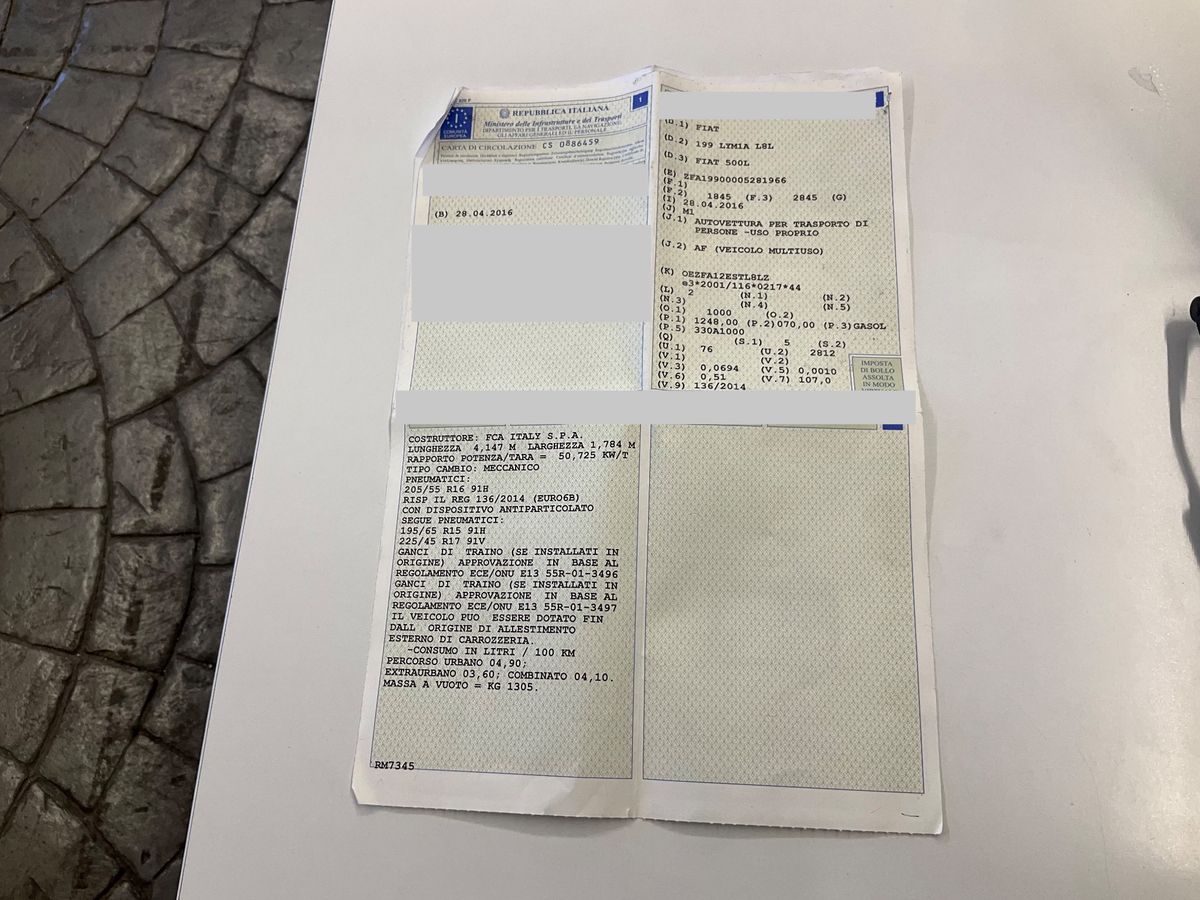 REPUBBLICA ITALIANA
Ministero delle Infrastrutture e dei Trasporti
DIPARTIMENTO PER I TRASPORTI, LA NAVIGAZIONE
GLI AFFARI GENERALI ED IL PERSONALE
I
COMUNITÀ
EUROPEA
1
CARTA DI CIRCOLAZIONE CS 0886459
(B) 28.04.2016
(D.1) FIAT
(D.2) 199 LYMIA L8L
(D.3) FIAT 500L
(E) ZFA19900005281966
(F.1)
(F.2) 1845 (F.3) 2845 (G)
(I) 28.04.2016
(J) M1
(J.1) AUTOVETTURA PER TRASPORTO DI
PERSONE -USO PROPRIO
(J.2) AF (VEICOLO MULTIUSO)
(K) OEZFA12ESTL8LZ
e3*2001/116*0217*44
(L) 2 (N.1) (N.2)
(N.3) (N.4) (N.5)
(O.1) 1000 (O.2)
(P.1) 1248,00 (P.2)070,00 (P.3)GASOL
(P.5) 330A1000
(Q) (S.1) 5 (S.2)
(U.1) 76 (U.2) 2812
(V.1) (V.2)
(V.3) 0,0694 (V.5) 0,0010
(V.6) 0,51 (V.7) 107,0
(V.9) 136/2014
IMPOSTA
DI BOLLO
ASSOLTA
IN MODO
COSTRUTTORE: FCA ITALY S.P.A.
LUNGHEZZA 4,147 M LARGHEZZA 1,784 M
RAPPORTO POTENZA/TARA = 50,725 KW/T
TIPO CAMBIO: MECCANICO
PNEUMATICI:
205/55 R16 91H
RISP IL REG 136/2014 (EURO6B)
CON DISPOSITIVO ANTIPARTICOLATO
SEGUE PNEUMATICI:
195/65 R15 91H
225/45 R17 91V
GANCI DI TRAINO (SE INSTALLATI IN
ORIGINE) APPROVAZIONE IN BASE AL
REGOLAMENTO ECE/ONU E13 55R-01-3496
GANCI DI TRAINO (SE INSTALLATI IN
ORIGINE) APPROVAZIONE IN BASE AL
REGOLAMENTO ECE/ONU E13 55R-01-3497
IL VEICOLO PUO ESSERE DOTATO FIN
DALL ORIGINE DI ALLESTIMENTO
ESTERNO DI CARROZZERIA.
-CONSUMO IN LITRI / 100 KM
PERCORSO URBANO 04,90;
EXTRAURBANO 03,60; COMBINATO 04,10.
MASSA A VUOTO = KG 1305.
RM7345